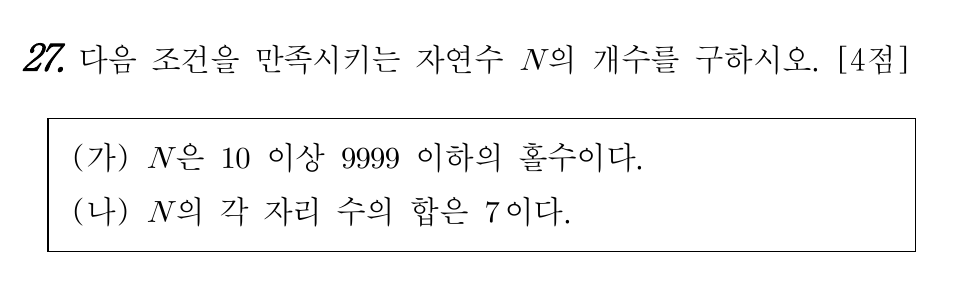 27. 다음 조건을 만족시키는 자연수 N의 개수를 구하시오. [4점]
(가) N은 10 이상 9999 이하의 홀수이다.
(나) N의 각 자리 수의 합은 7이다.